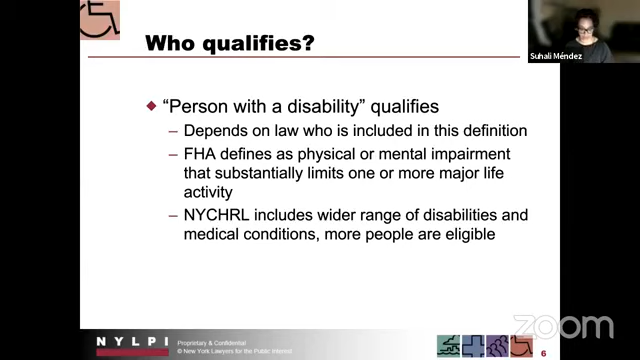 Who qualifies?
Suhali Méndez
"Person with a disability" qualifies
– Depends on law who is included in this definition
– FHA defines as physical or mental impairment
that substantially limits one or more major life
activity
– NYCHRL includes wider range of disabilities and
medical conditions, more people are eligible
NYLPI
Proprietary & Confidential
© New York Lawyers for the Public Interest
6
zoom